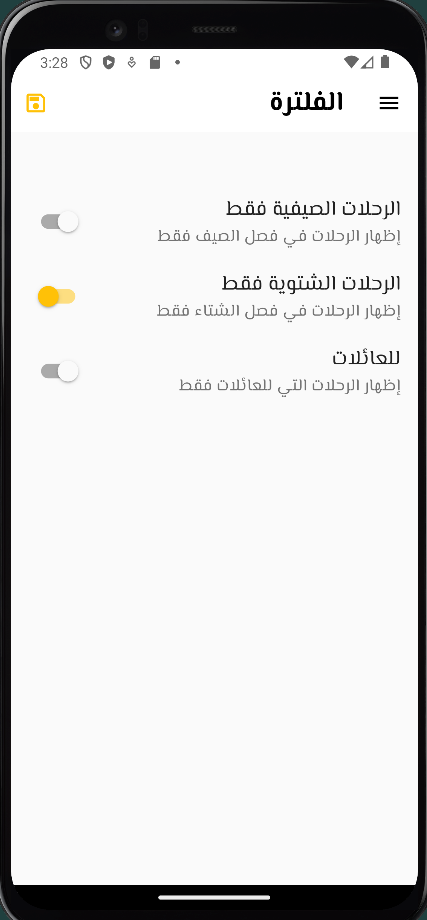 3:28
الفلترة
الرحلات الصيفية فقط
إظهار الرحلات في فصل الصيف فقط
الرحلات الشتوية فقط
إظهار الرحلات في فصل الشتاء فقط
للعائلات
إظهار الرحلات التي للعائلات فقط